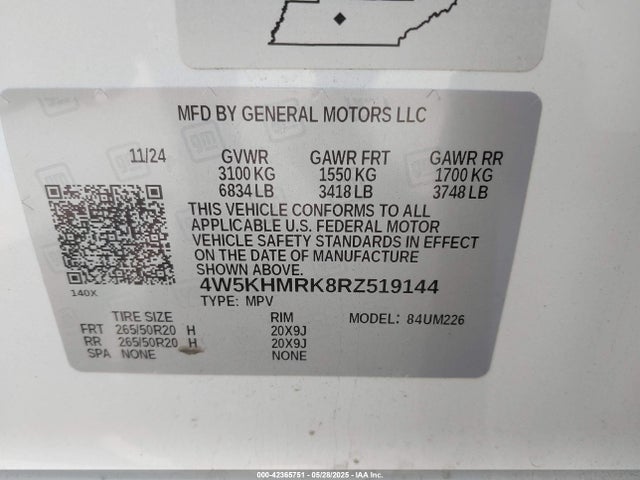 MFD BY GENERAL MOTORS LLC
11/24 GVWR GAWR FRT GAWR RR
3100 KG 1550 KG 1700 KG
6834 LB 3418 LB 3748 LB
THIS VEHICLE CONFORMS TO ALL
APPLICABLE U.S. FEDERAL MOTOR
VEHICLE SAFETY STANDARDS IN EFFECT
ON THE DATE OF MANUFACTURE
SHOWN ABOVE.
4W5KHMRK8RZ519144
140X
TYPE: MPV
TIRE SIZE RIM MODEL: 84UM226
FRT 265/50R20 H 20X9J
RR 265/50R20 H 20X9J
SPA NONE NONE
000-42365751 - 05/28/2025 - IAA Inc.